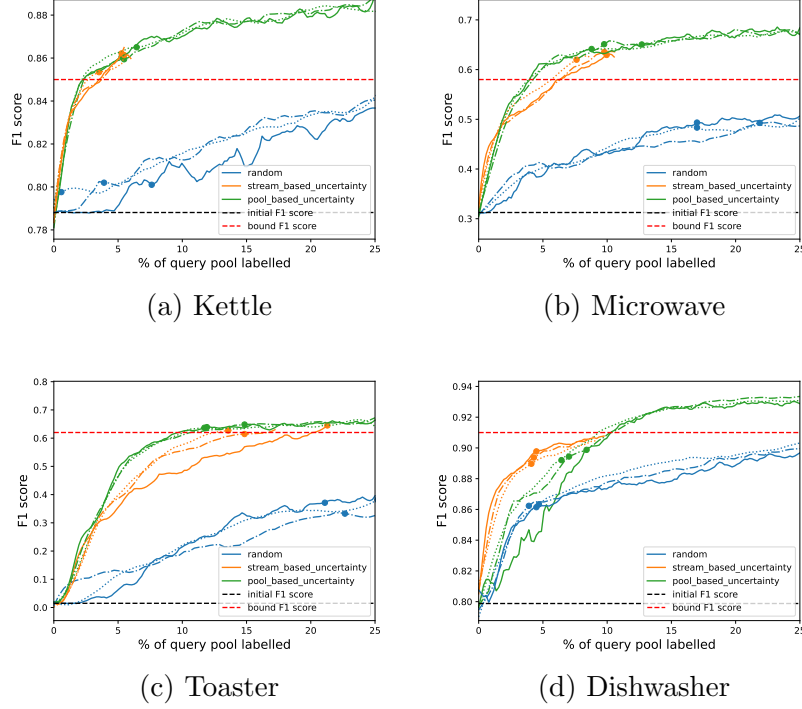 0.88
0.86
0.84
0.82
0.80
0.78
F1 score
0 5 10 15 20 25
% of query pool labelled
random
stream_based_uncertainty
pool_based_uncertainty
initial F1 score
bound F1 score
(a) Kettle
0.7
0.6
0.5
0.4
0.3
F1 score
0 5 10 15 20 25
% of query pool labelled
random
stream_based_uncertainty
pool_based_uncertainty
initial F1 score
bound F1 score
(b) Microwave
0.8
0.7
0.6
0.5
0.4
0.3
0.2
0.1
0.0
F1 score
0 5 10 15 20 25
% of query pool labelled
random
stream_based_uncertainty
pool_based_uncertainty
initial F1 score
bound F1 score
(c) Toaster
0.94
0.92
0.90
0.88
0.86
0.84
0.82
0.80
F1 score
0 5 10 15 20 25
% of query pool labelled
random
stream_based_uncertainty
pool_based_uncertainty
initial F1 score
bound F1 score
(d) Dishwasher